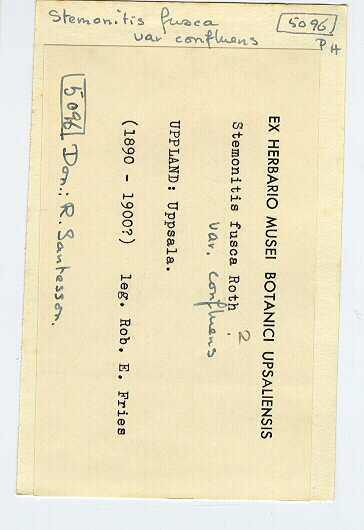 Stemonitis fusca
var confluens
5096
PH
EX HERBARIO MUSEI BOTANICI UPSALIENSIS
Stemonitis fusca Roth ?
var. confluens
UPPLAND: Uppsala.
(1890 - 1900?) leg. Rob. E. Fries
5096 Don.: R. Santesson.